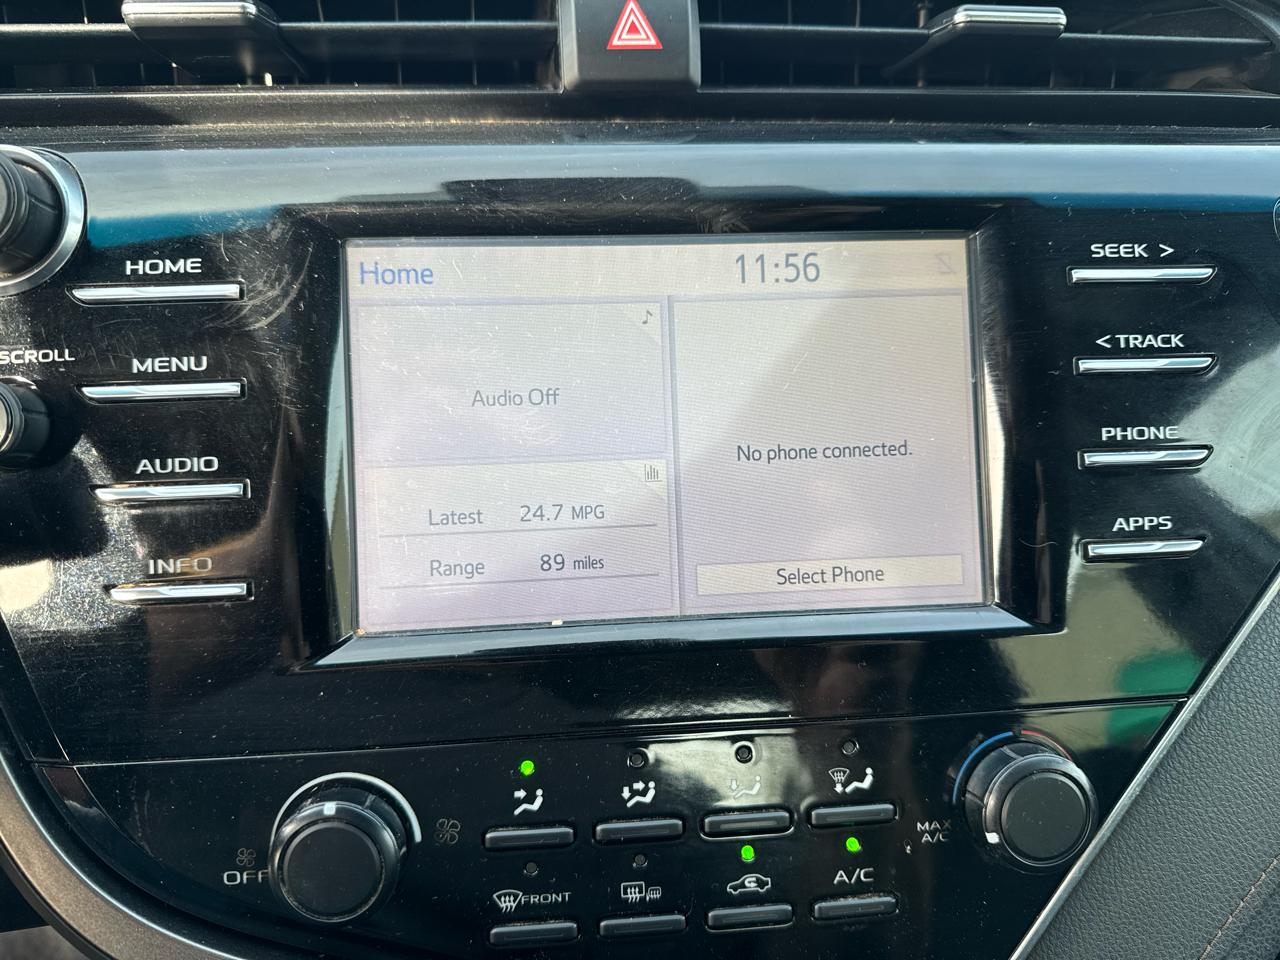 HOME
SCROLL
MENU
AUDIO
INFO
Home
11:56
Audio Off
Latest 24.7 MPG
Range 89 miles
No phone connected.
Select Phone
SEEK >
< TRACK
PHONE
APPS
OFF
FRONT
A/C
MAX
A/C